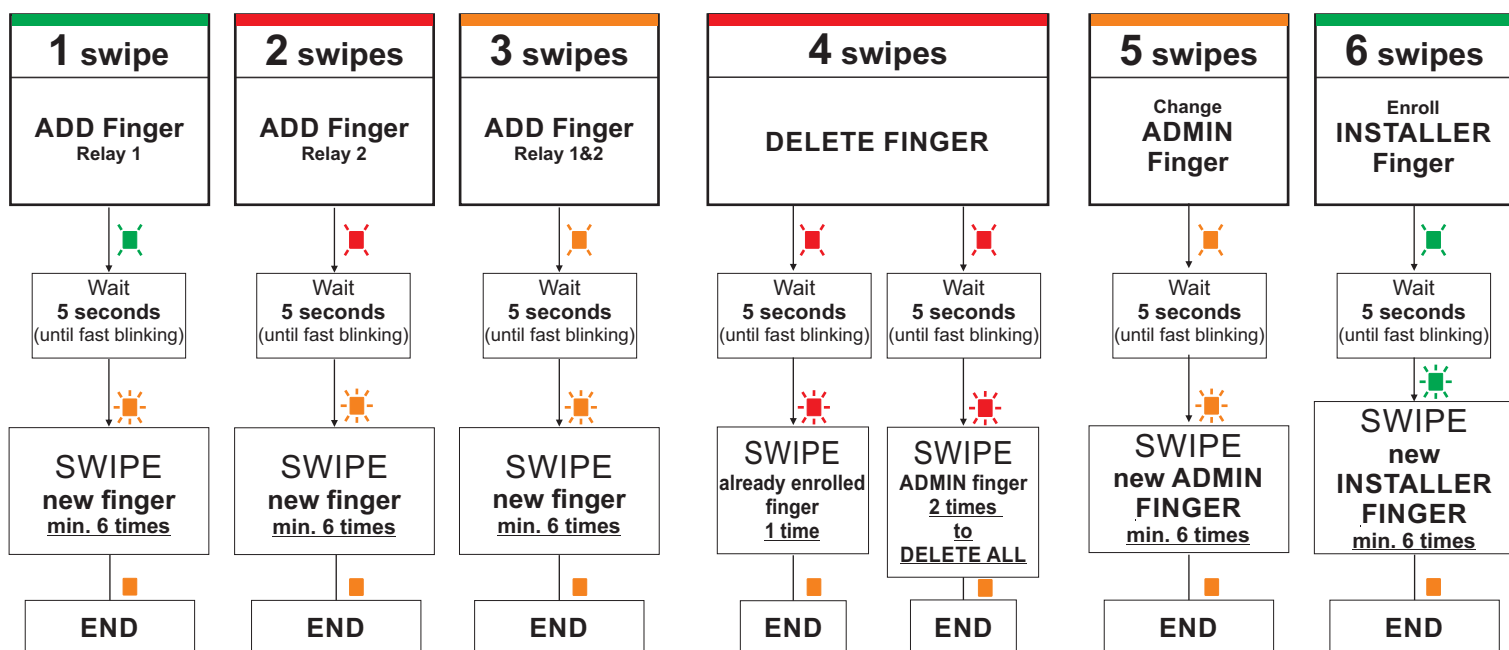 1 swipe
ADD Finger
Relay 1
Wait
5 seconds
(until fast blinking)
SWIPE
new finger
min. 6 times
END
2 swipes
ADD Finger
Relay 2
Wait
5 seconds
(until fast blinking)
SWIPE
new finger
min. 6 times
END
3 swipes
ADD Finger
Relay 1&2
Wait
5 seconds
(until fast blinking)
SWIPE
new finger
min. 6 times
END
4 swipes
DELETE FINGER
Wait
5 seconds
(until fast blinking)
SWIPE
already enrolled
finger
1 time
END
Wait
5 seconds
(until fast blinking)
SWIPE
ADMIN finger
2 times
to
DELETE ALL
END
5 swipes
Change
ADMIN
Finger
Wait
5 seconds
(until fast blinking)
SWIPE
new ADMIN
FINGER
min. 6 times
END
6 swipes
Enroll
INSTALLER
Finger
Wait
5 seconds
(until fast blinking)
SWIPE
new
INSTALLER
FINGER
min. 6 times
END